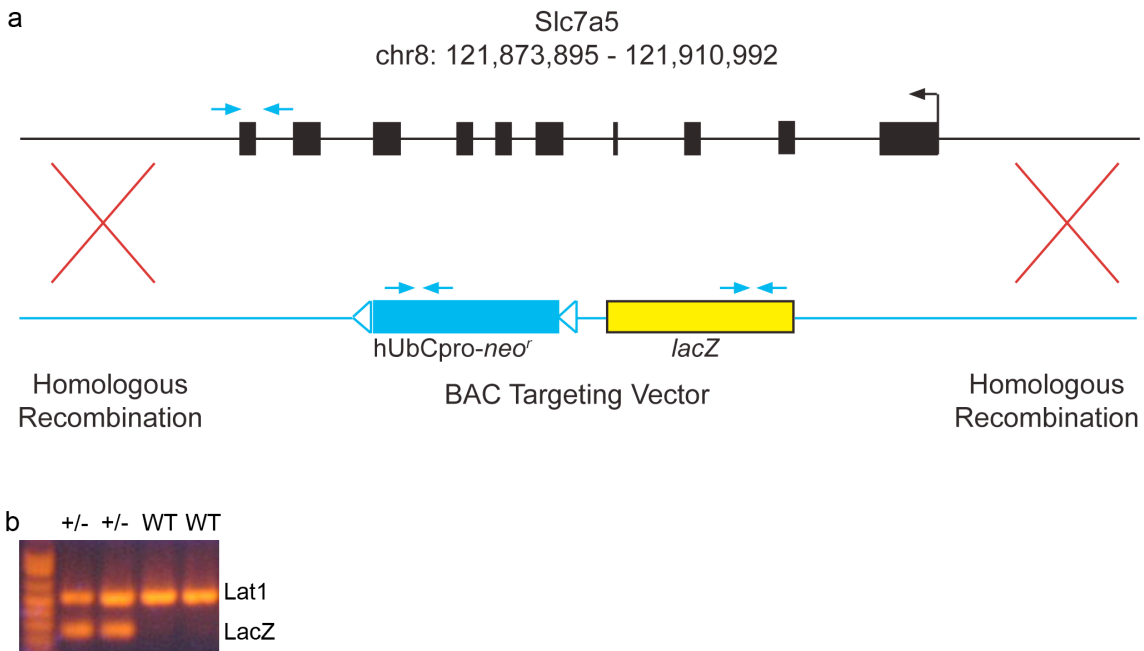 a
Slc7a5
chr8: 121,873,895 - 121,910,992
hUbCpro-neoʳ
lacZ
Homologous
Recombination
BAC Targeting Vector
Homologous
Recombination
b
+/- +/- WT WT
Lat1
LacZ